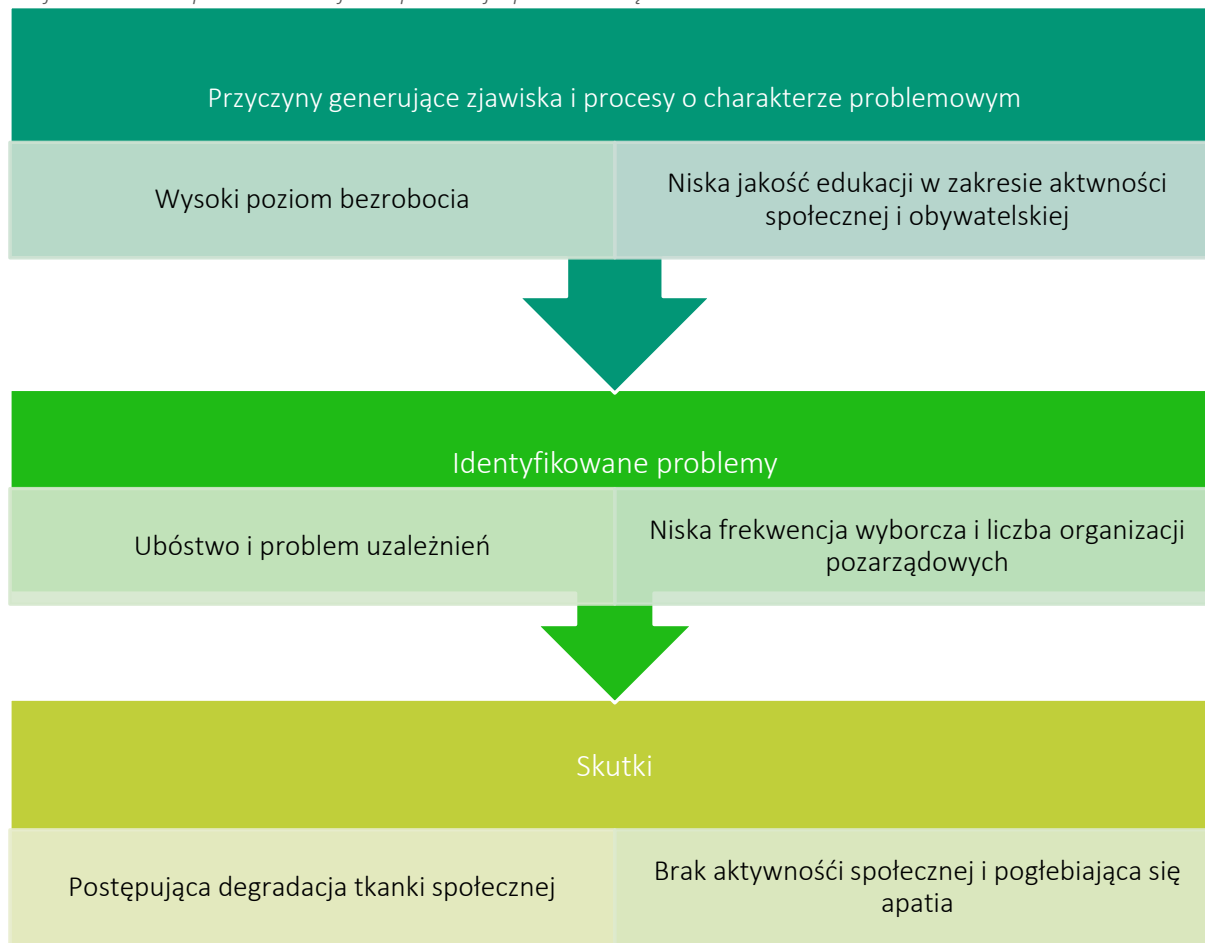 Przyczyny generujące zjawiska i procesy o charakterze problemowym
Wysoki poziom bezrobocia
Niska jakość edukacji w zakresie aktwności
społecznej i obywatelskiej
Identyfikowane problemy
Ubóstwo i problem uzależnień
Niska frekwencja wyborcza i liczba organizacji
pozarządowych
Skutki
Postępująca degradacja tkanki społecznej
Brak aktywnośći społecznej i pogłebiająca się
apatia